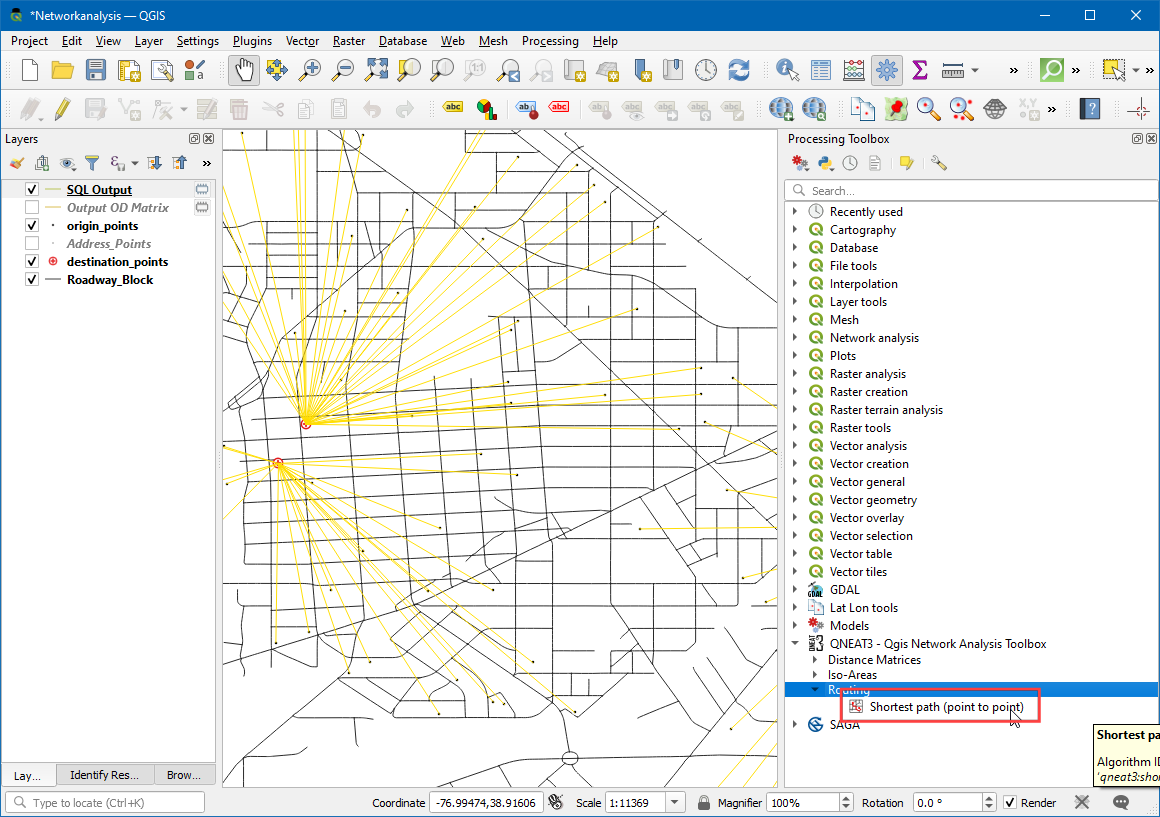 *Networkanalysis — QGIS
Project Edit View Layer Settings Plugins Vector Raster Database Web Mesh Processing Help
Layers
SQL Output
Output OD Matrix
origin_points
Address_Points
destination_points
Roadway_Block
Lay... Identify Res... Brow...
Processing Toolbox
Search...
Recently used
Cartography
Database
File tools
Interpolation
Layer tools
Mesh
Network analysis
Plots
Raster analysis
Raster creation
Raster terrain analysis
Raster tools
Vector analysis
Vector creation
Vector general
Vector geometry
Vector overlay
Vector selection
Vector table
Vector tiles
GDAL
Lat Lon tools
Models
QNEAT3 - Qgis Network Analysis Toolbox
Distance Matrices
Iso-Areas
Routing
Shortest path (point to point)
SAGA
Shortest pa
Algorithm ID
'qneat3:shor
Type to locate (Ctrl+K) Coordinate -76.99474,38.91606 Scale 1:11369 Magnifier 100% Rotation 0.0 ° Render